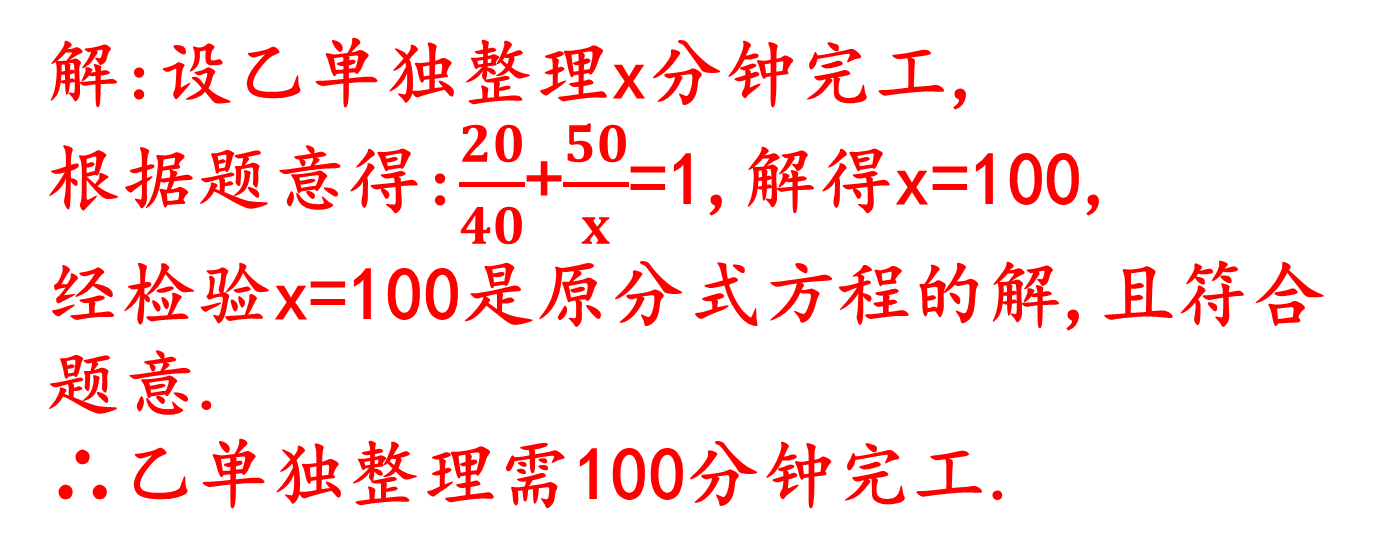 解:设乙单独整理x分钟完工,
根据题意得:20/40+50/x=1,解得x=100,
经检验x=100是原分式方程的解,且符合
题意.
∴乙单独整理需100分钟完工.